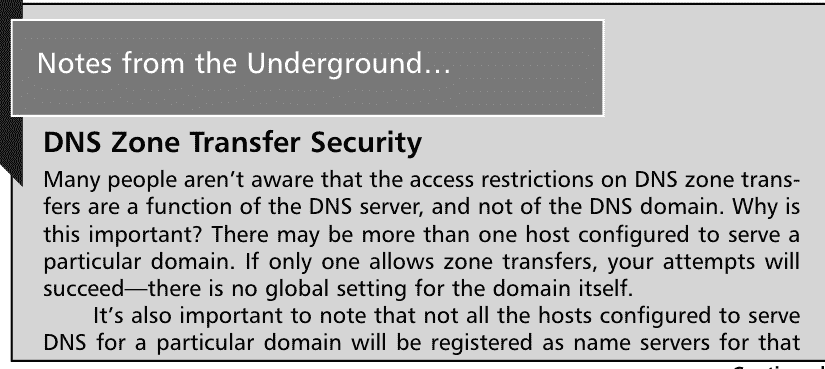 Notes from the Underground…
DNS Zone Transfer Security
Many people aren’t aware that the access restrictions on DNS zone trans-
fers are a function of the DNS server, and not of the DNS domain. Why is
this important? There may be more than one host configured to serve a
particular domain. If only one allows zone transfers, your attempts will
succeed—there is no global setting for the domain itself.
It’s also important to note that not all the hosts configured to serve
DNS for a particular domain will be registered as name servers for that